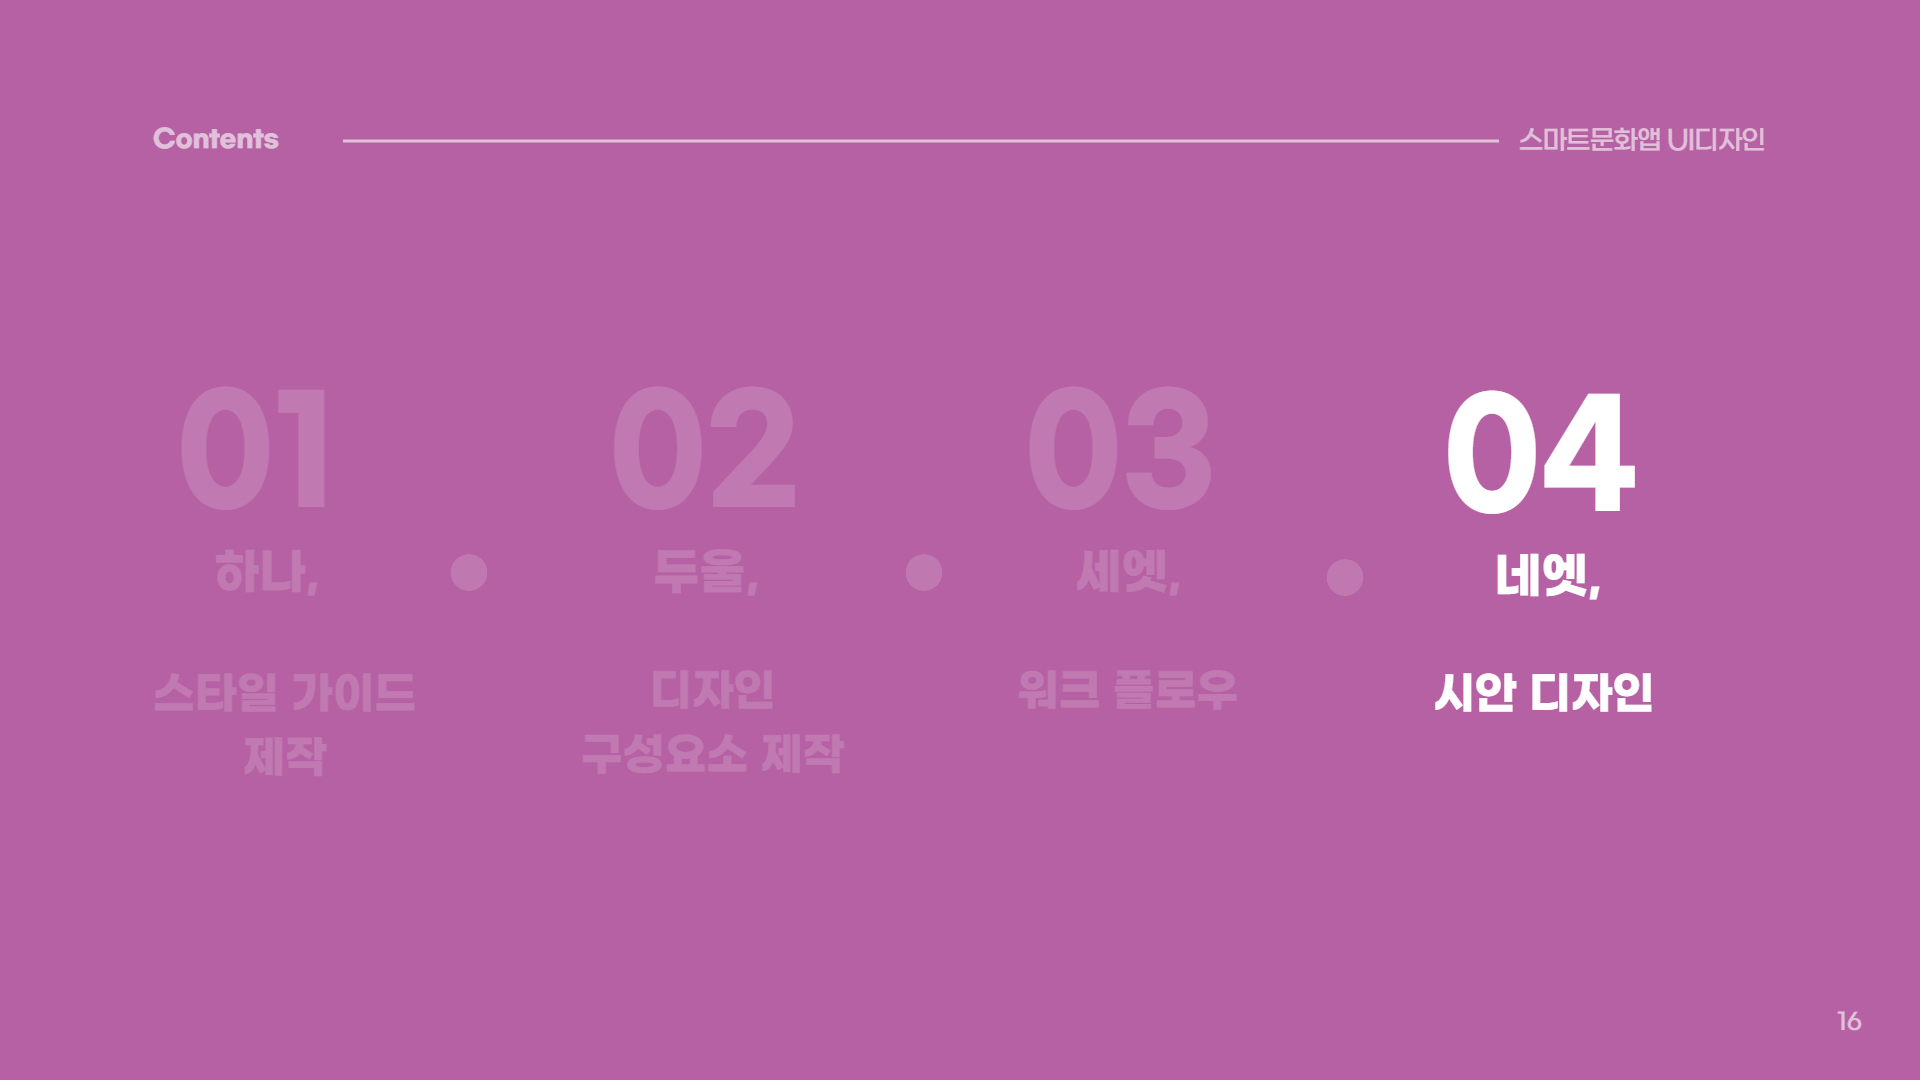 Contents
스마트문화앱 UI디자인
01
하나,
스타일 가이드
제작
02
두울,
디자인
구성요소 제작
03
세엣,
워크 플로우
04
네엣,
시안 디자인
16